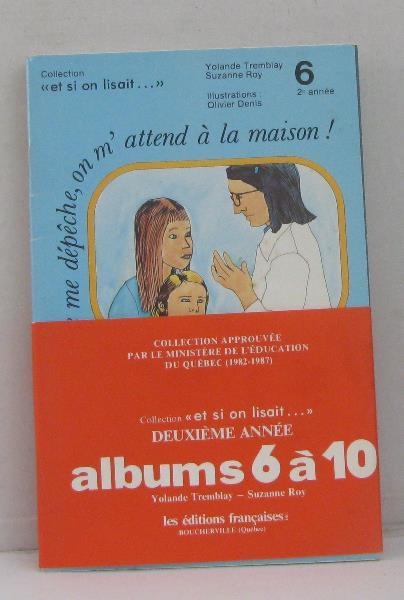 Collection
«et si on lisait...»
Yolande Tremblay
Suzanne Roy
Illustrations :
Olivier Denis
6
2e année
me dépêche, on m' attend à la maison !
COLLECTION APPROUVÉE
PAR LE MINISTÈRE DE L'ÉDUCATION
DU QUÉBEC (1982-1987)
Collection «et si on lisait...»
DEUXIÈME ANNÉE
albums 6 à 10
Yolande Tremblay – Suzanne Roy
les éditions françaises
BOUCHERVILLE (Québec)